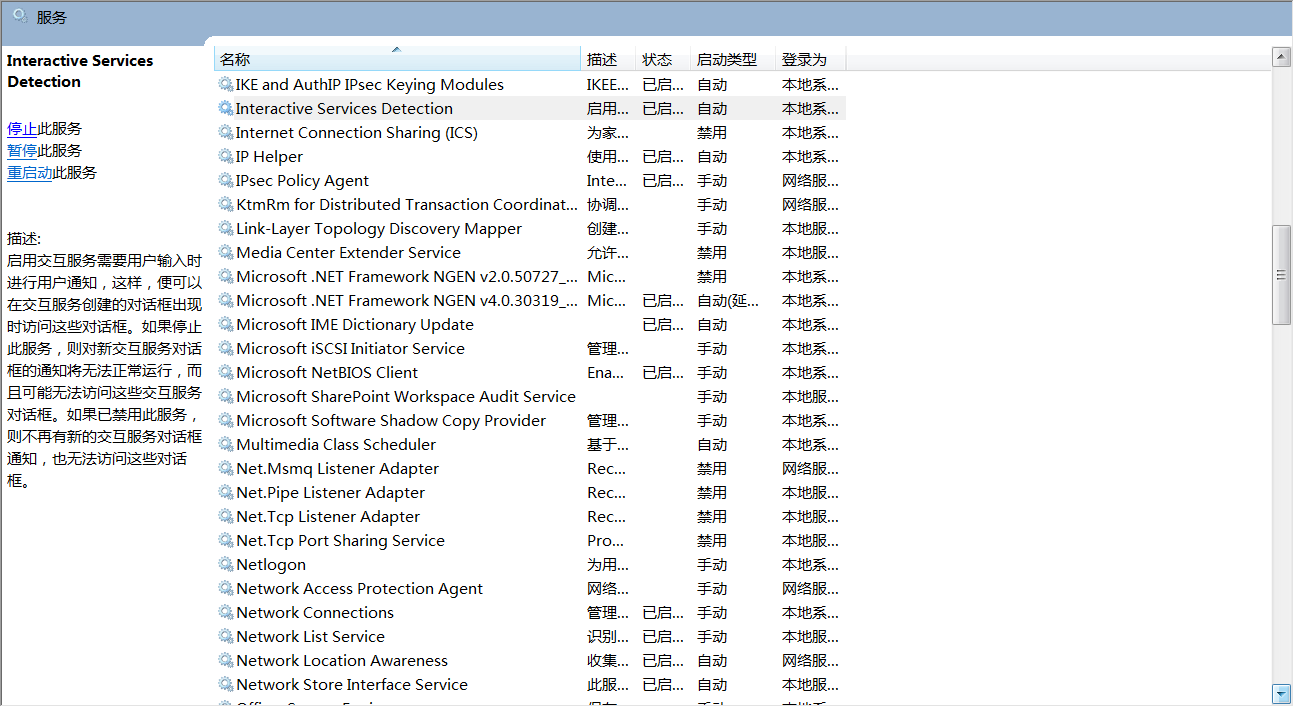 服务
Interactive Services
Detection
停止此服务
暂停此服务
重启动此服务
描述:
启用交互服务需要用户输入时
进行用户通知，这样，便可以
在交互服务创建的对话框出现
时访问这些对话框。如果停止
此服务，则对新交互服务对话
框的通知将无法正常运行，而
且可能无法访问这些交互服务
对话框。如果已禁用此服务，
则不再有新的交互服务对话框
通知，也无法访问这些对话
框。
名称 描述 状态 启动类型 登录为
IKE and AuthIP IPsec Keying Modules IKEE... 已启... 自动 本地系...
Interactive Services Detection 启用... 已启... 自动 本地系...
Internet Connection Sharing (ICS) 为家... 禁用 本地系...
IP Helper 使用... 已启... 自动 本地系...
IPsec Policy Agent Inte... 已启... 手动 网络服...
KtmRm for Distributed Transaction Coordinat... 协调... 手动 网络服...
Link-Layer Topology Discovery Mapper 创建... 手动 本地服...
Media Center Extender Service 允许... 禁用 本地服...
Microsoft .NET Framework NGEN v2.0.50727_... Mic... 禁用 本地系...
Microsoft .NET Framework NGEN v4.0.30319_... Mic... 已启... 自动(延... 本地系...
Microsoft IME Dictionary Update 已启... 自动 本地系...
Microsoft iSCSI Initiator Service 管理... 手动 本地系...
Microsoft NetBIOS Client Ena... 已启... 手动 本地系...
Microsoft SharePoint Workspace Audit Service 手动 本地服...
Microsoft Software Shadow Copy Provider 管理... 手动 本地系...
Multimedia Class Scheduler 基于... 自动 本地系...
Net.Msmq Listener Adapter Rec... 禁用 网络服...
Net.Pipe Listener Adapter Rec... 禁用 本地服...
Net.Tcp Listener Adapter Rec... 禁用 本地服...
Net.Tcp Port Sharing Service Pro... 禁用 本地服...
Netlogon 为用... 手动 本地系...
Network Access Protection Agent 网络... 手动 网络服...
Network Connections 管理... 已启... 手动 本地系...
Network List Service 识别... 已启... 手动 本地服...
Network Location Awareness 收集... 已启... 自动 网络服...
Network Store Interface Service 此服... 已启... 自动 本地服...